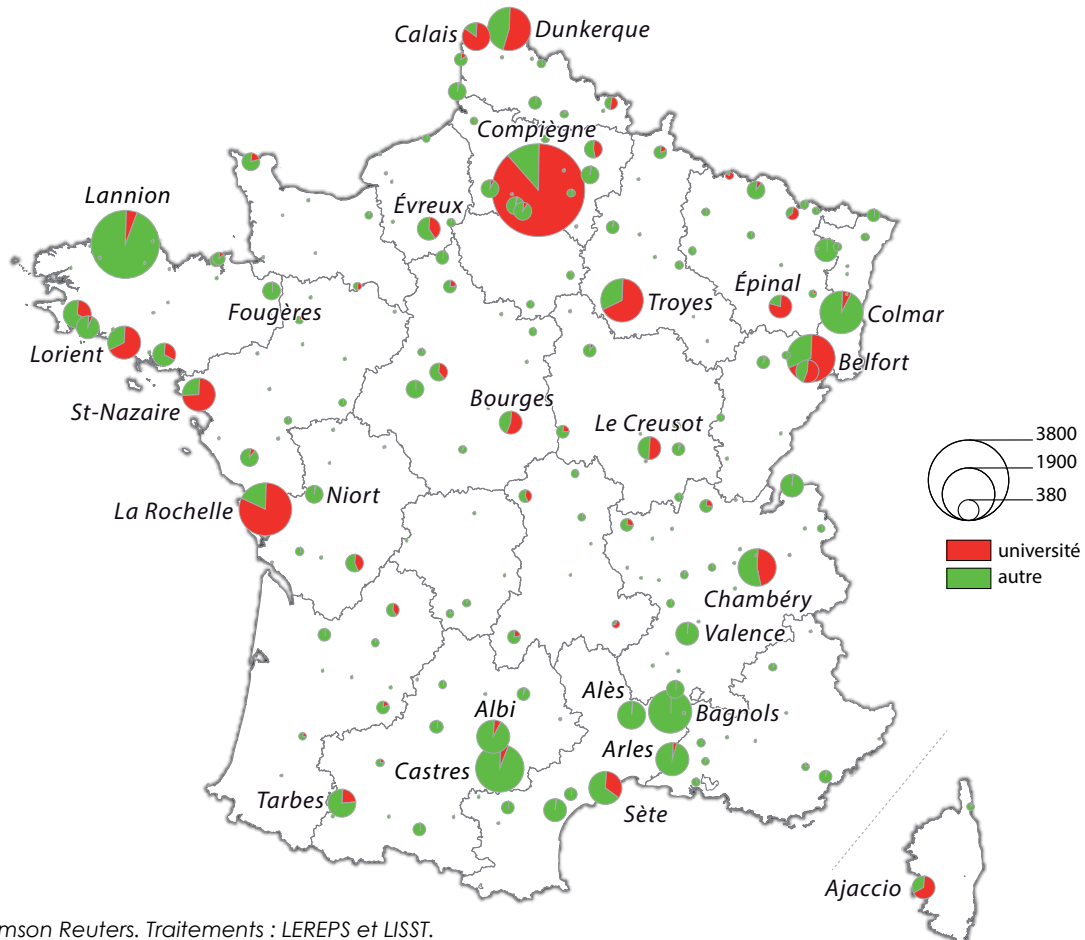 Calais
Dunkerque
Compiègne
Lannion
Évreux
Fougères
Troyes
Épinal
Colmar
Lorient
Belfort
St-Nazaire
Bourges
Le Creusot
3800
1900
380
La Rochelle
Niort
université
autre
Chambéry
Valence
Alès
Bagnols
Albi
Arles
Castres
Tarbes
Sète
Ajaccio
mson Reuters. Traitements : LEREPS et LISST.